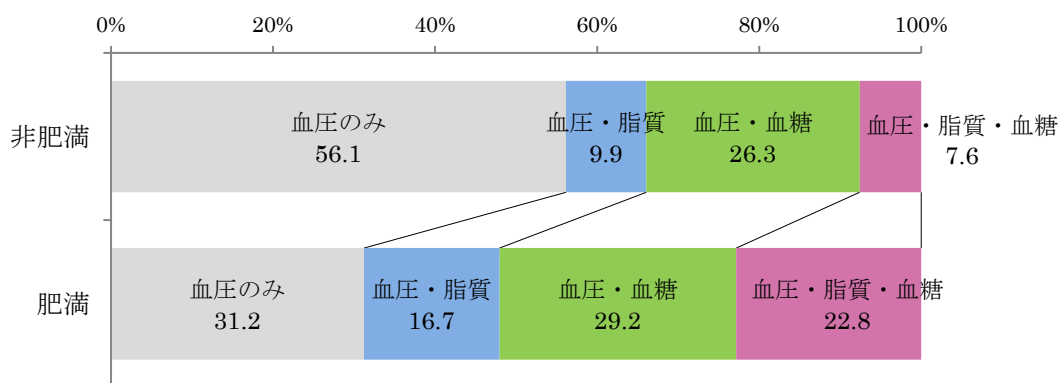 0% 20% 40% 60% 80% 100%
非肥満
血圧のみ 血圧・脂質 血圧・血糖 血圧・脂質・血糖
56.1 9.9 26.3 7.6
肥満
血圧のみ 血圧・脂質 血圧・血糖 血圧・脂質・血糖
31.2 16.7 29.2 22.8